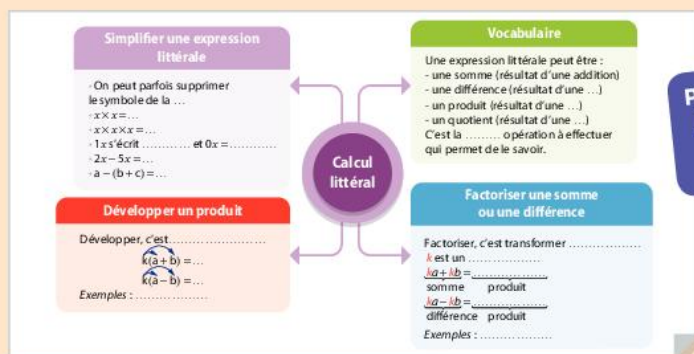 Simplifier une expression
littérale
· On peut parfois supprimer
le symbole de la …
· x × x = …
· x × x × x = …
· 1x s'écrit ………… et 0x = …………
· 2x – 5x = …
· a – (b + c) = …
Vocabulaire
Une expression littérale peut être :
- une somme (résultat d'une addition)
- une différence (résultat d'une …)
- un produit (résultat d'une …)
- un quotient (résultat d'une …)
C'est la ……… opération à effectuer
qui permet de le savoir.
Calcul
littéral
Développer un produit
Développer, c'est ……………………
k(a + b) = …
k(a – b) = …
Exemples : ………………
Factoriser une somme
ou une différence
Factoriser, c'est transformer ………………
k est un ………………
ka + kb = ………………
somme produit
ka – kb = ………………
différence produit
Exemples : ………………
P